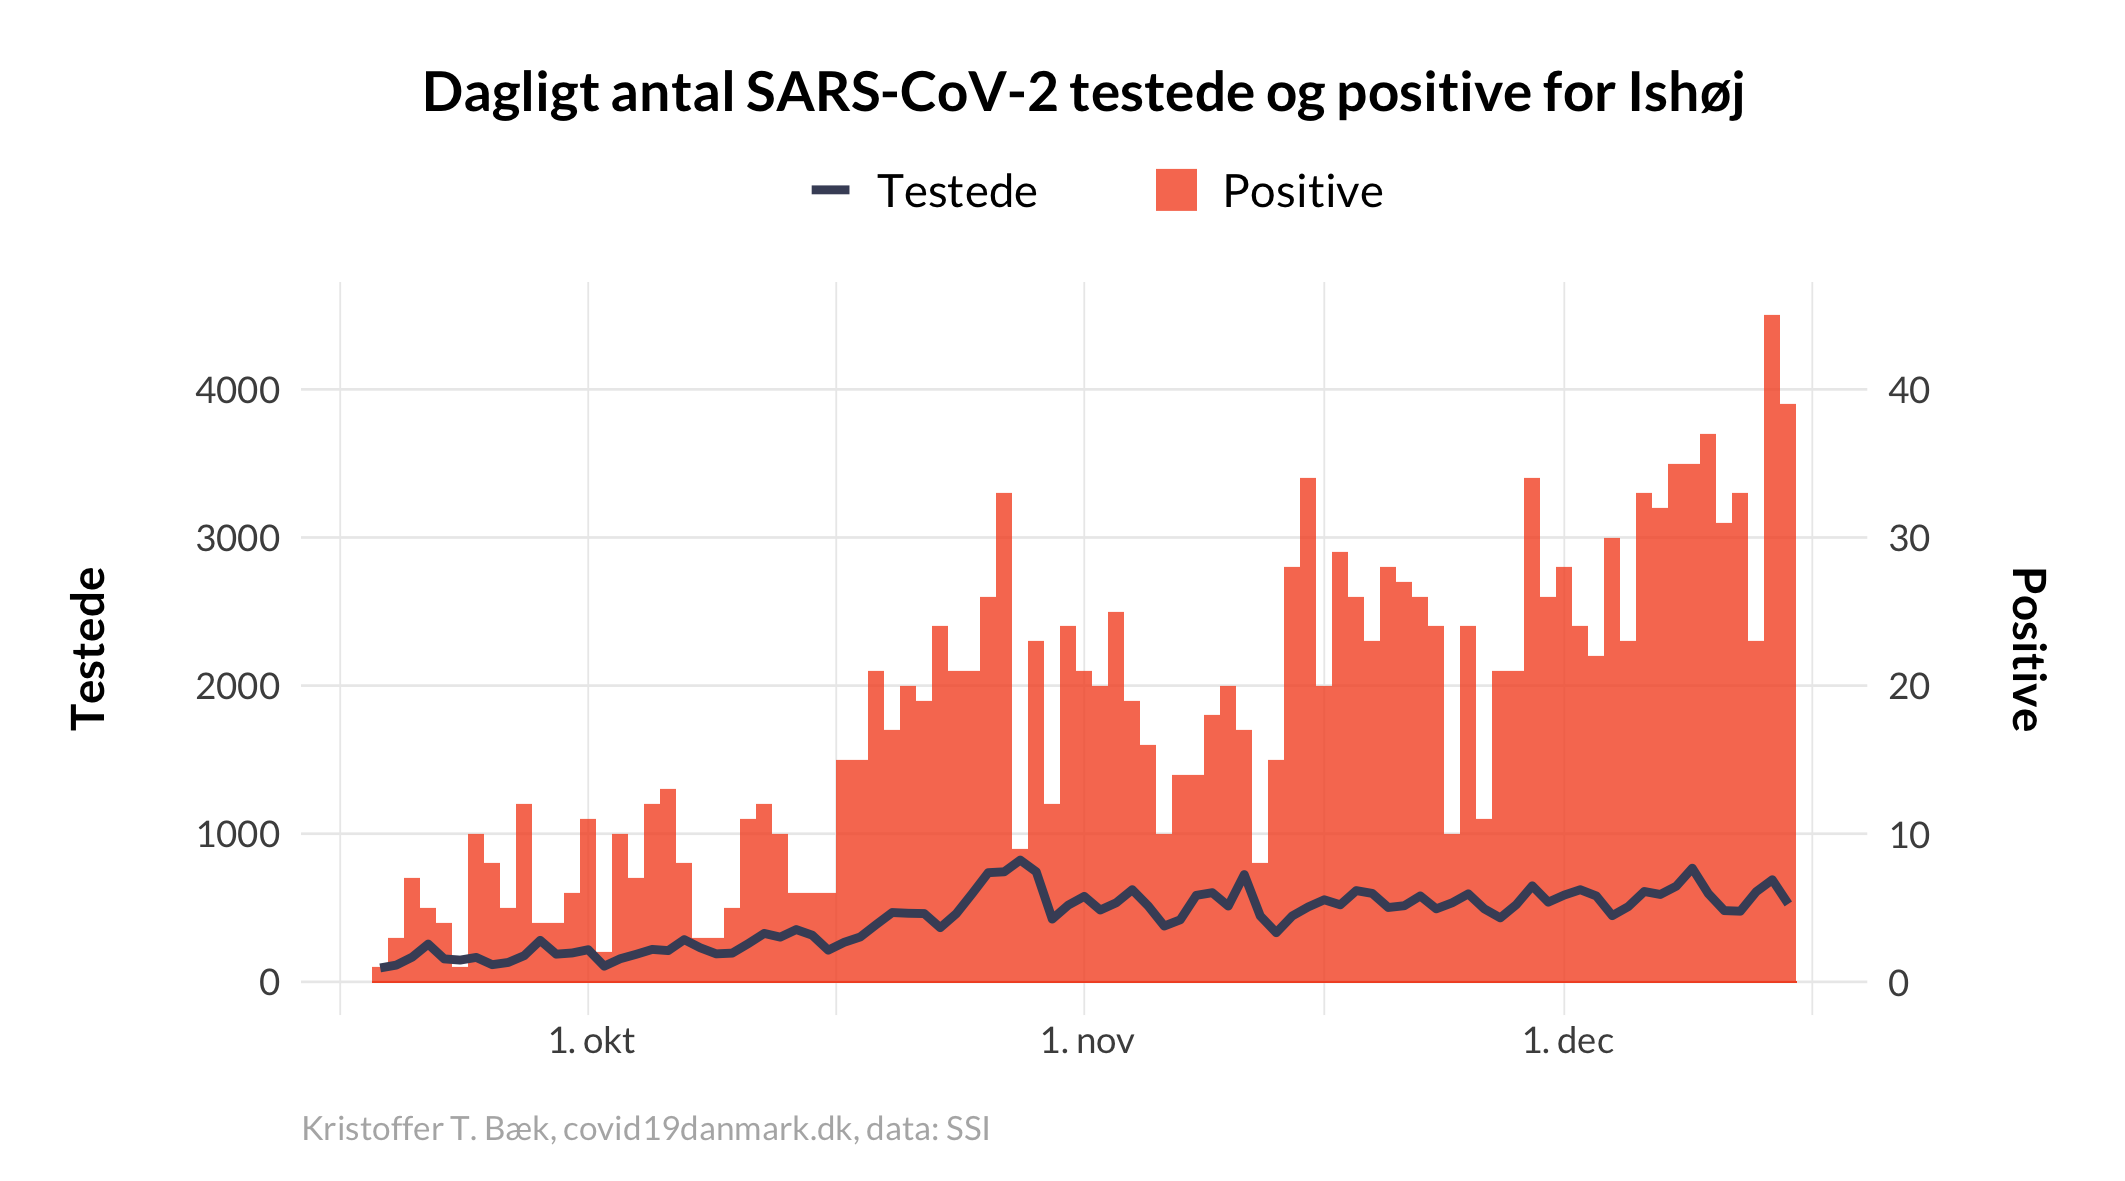 Dagligt antal SARS-CoV-2 testede og positive for Ishøj
Testede Positive
Testede
4000
3000
2000
1000
0
40
30
20
10
0
Positive
1. okt 1. nov 1. dec
Kristoffer T. Bæk, covid19danmark.dk, data: SSI